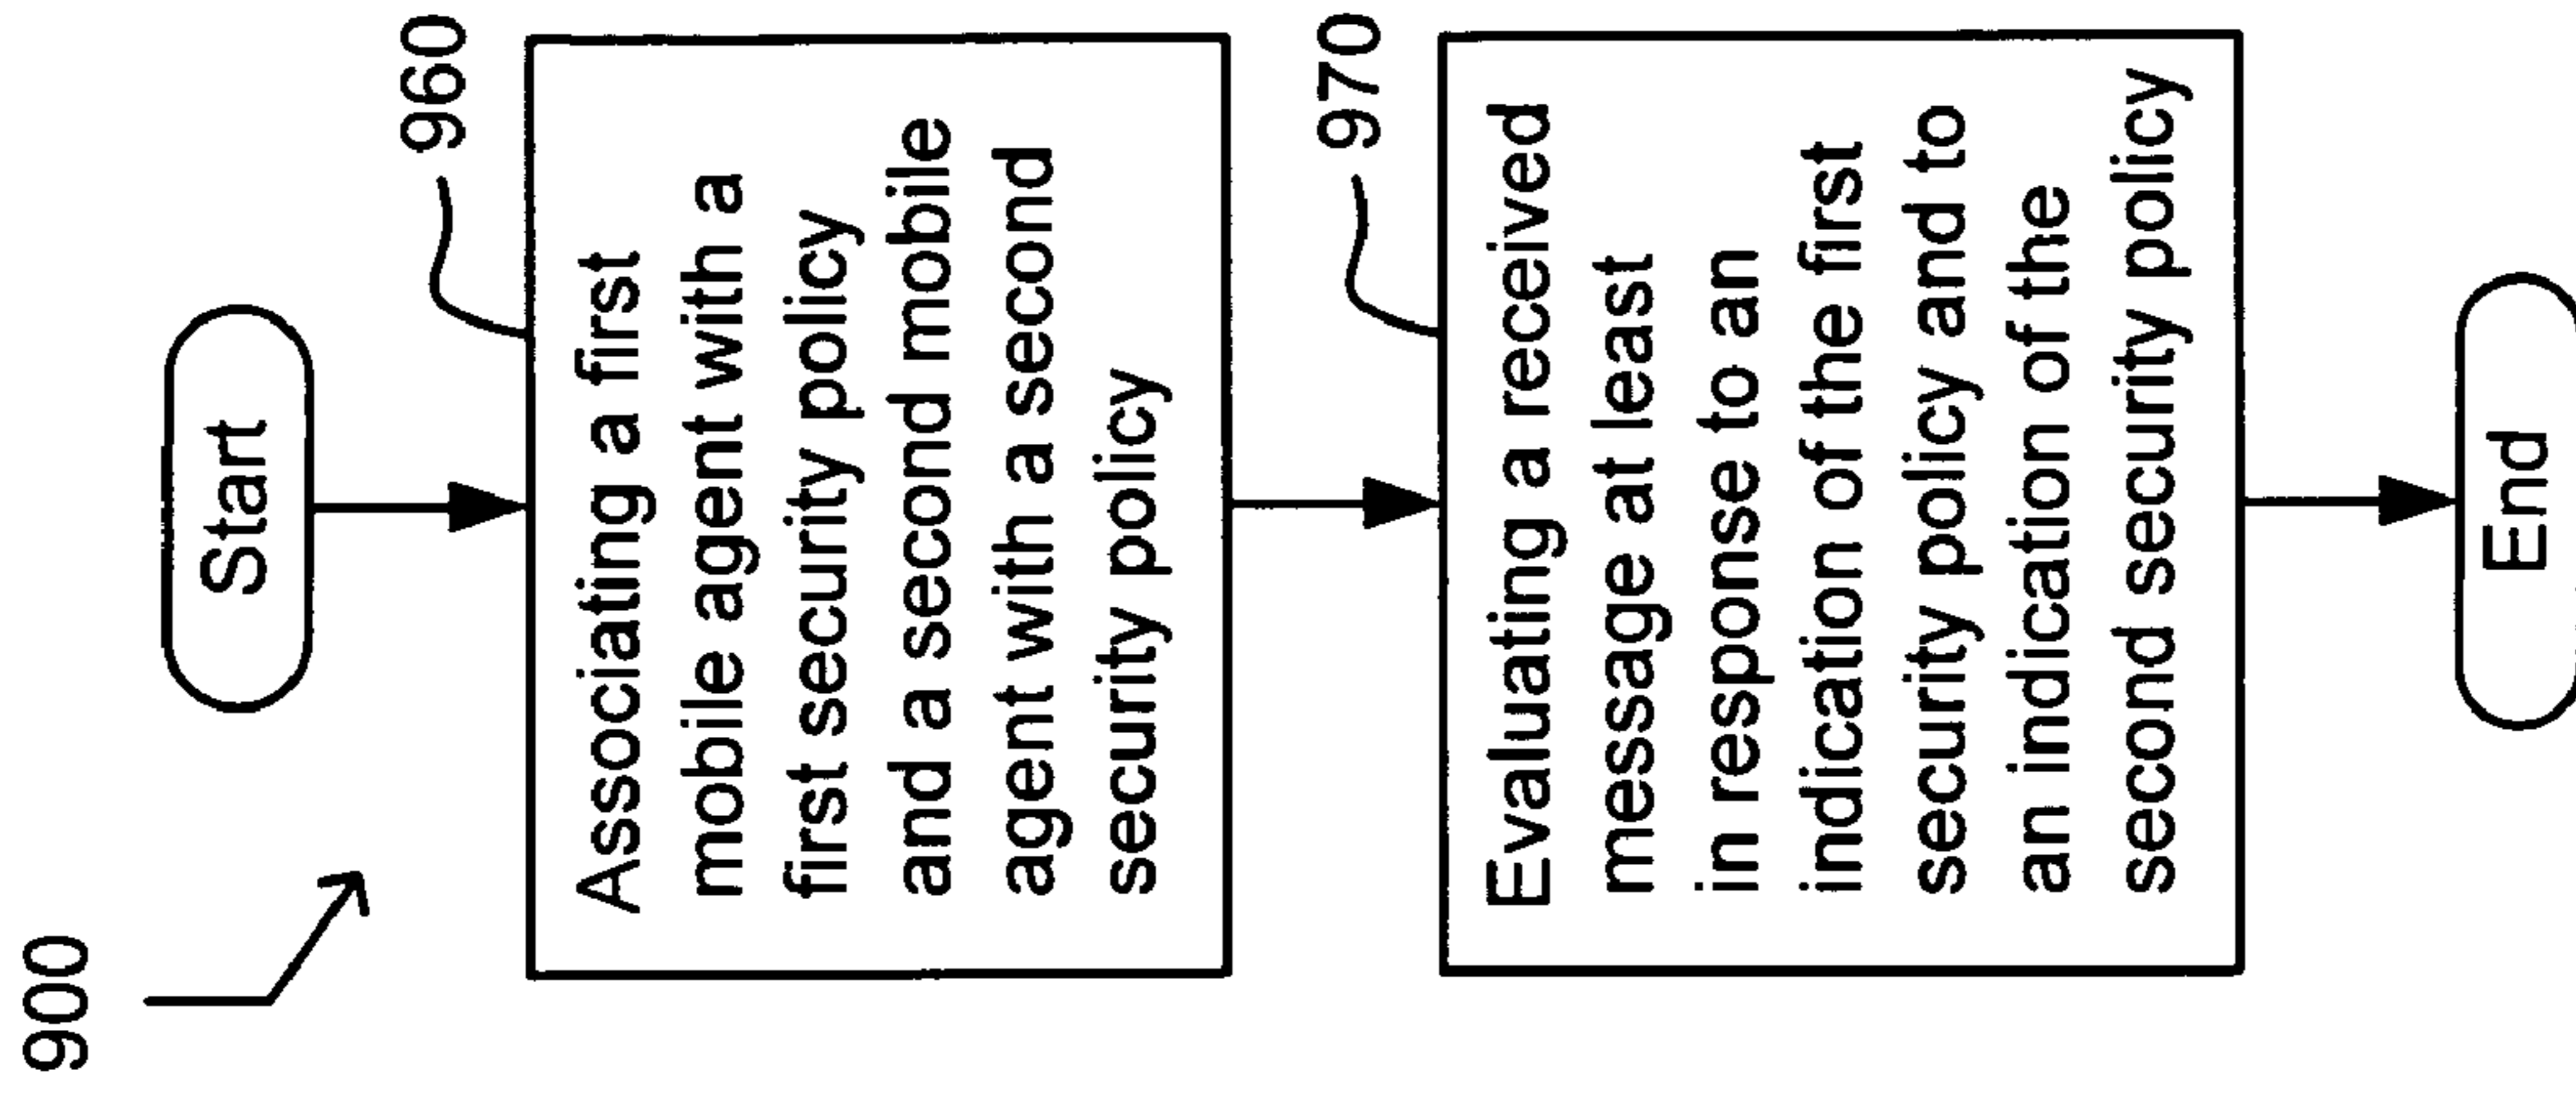 900
Start
960
Associating a first
mobile agent with a
first security policy
and a second mobile
agent with a second
security policy
970
Evaluating a received
message at least
in response to an
indication of the first
security policy and to
an indication of the
second security policy
End